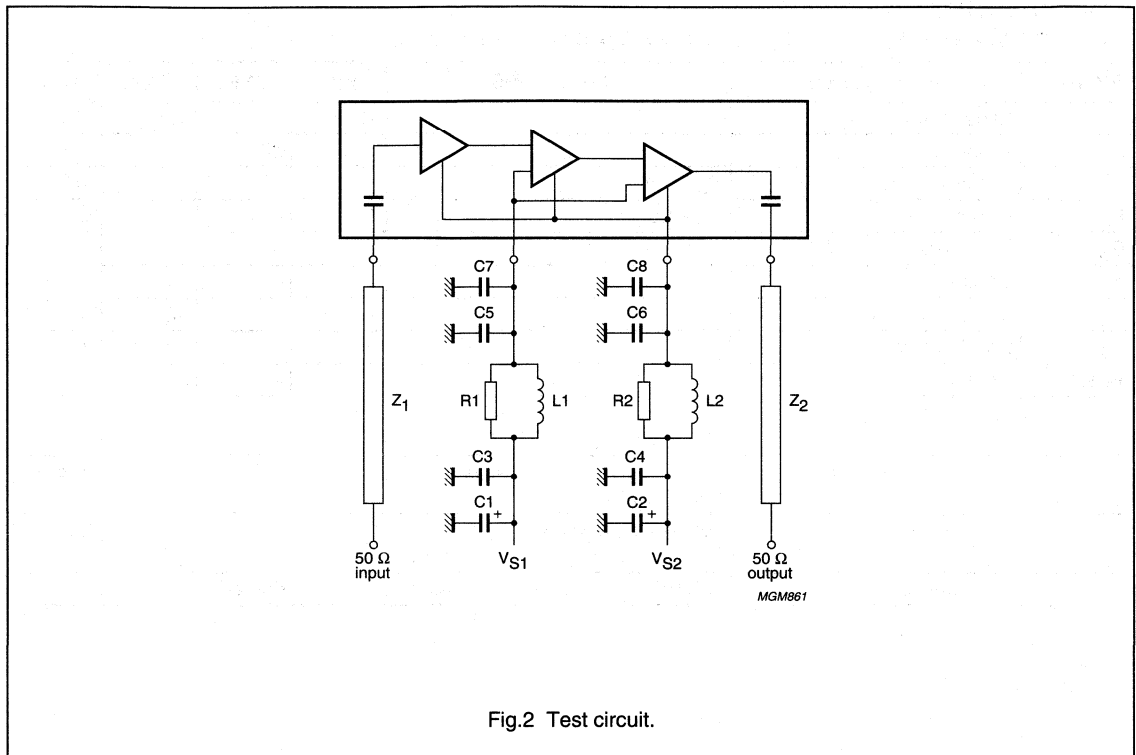 C7
C8
C5
C6
Z1
R1
L1
R2
L2
Z2
C3
C4
C1
+
C2
+
50 Ω
input
VS1
VS2
50 Ω
output
MGM861
Fig.2 Test circuit.